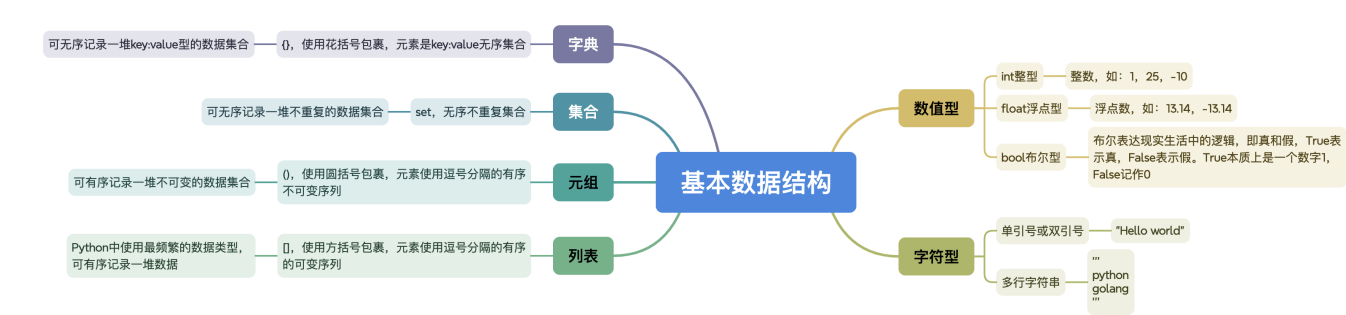 基本数据结构
数值型
int整型
整数，如：1，25，-10
float浮点型
浮点数，如：13.14，-13.14
bool布尔型
布尔表达现实生活中的逻辑，即真和假，True表
示真，False表示假。True本质上是一个数字1，
False记作0
字符型
单引号或双引号
"Hello world"
多行字符串
'''
python
golang
'''
字典
{}，使用花括号包裹，元素是key:value无序集合
可无序记录一堆key:value型的数据集合
集合
set，无序不重复集合
可无序记录一堆不重复的数据集合
元组
()，使用圆括号包裹，元素使用逗号分隔的有序
不可变序列
可有序记录一堆不可变的数据集合
列表
[]，使用方括号包裹，元素使用逗号分隔的有序
的可变序列
Python中使用最频繁的数据类型，
可有序记录一堆数据